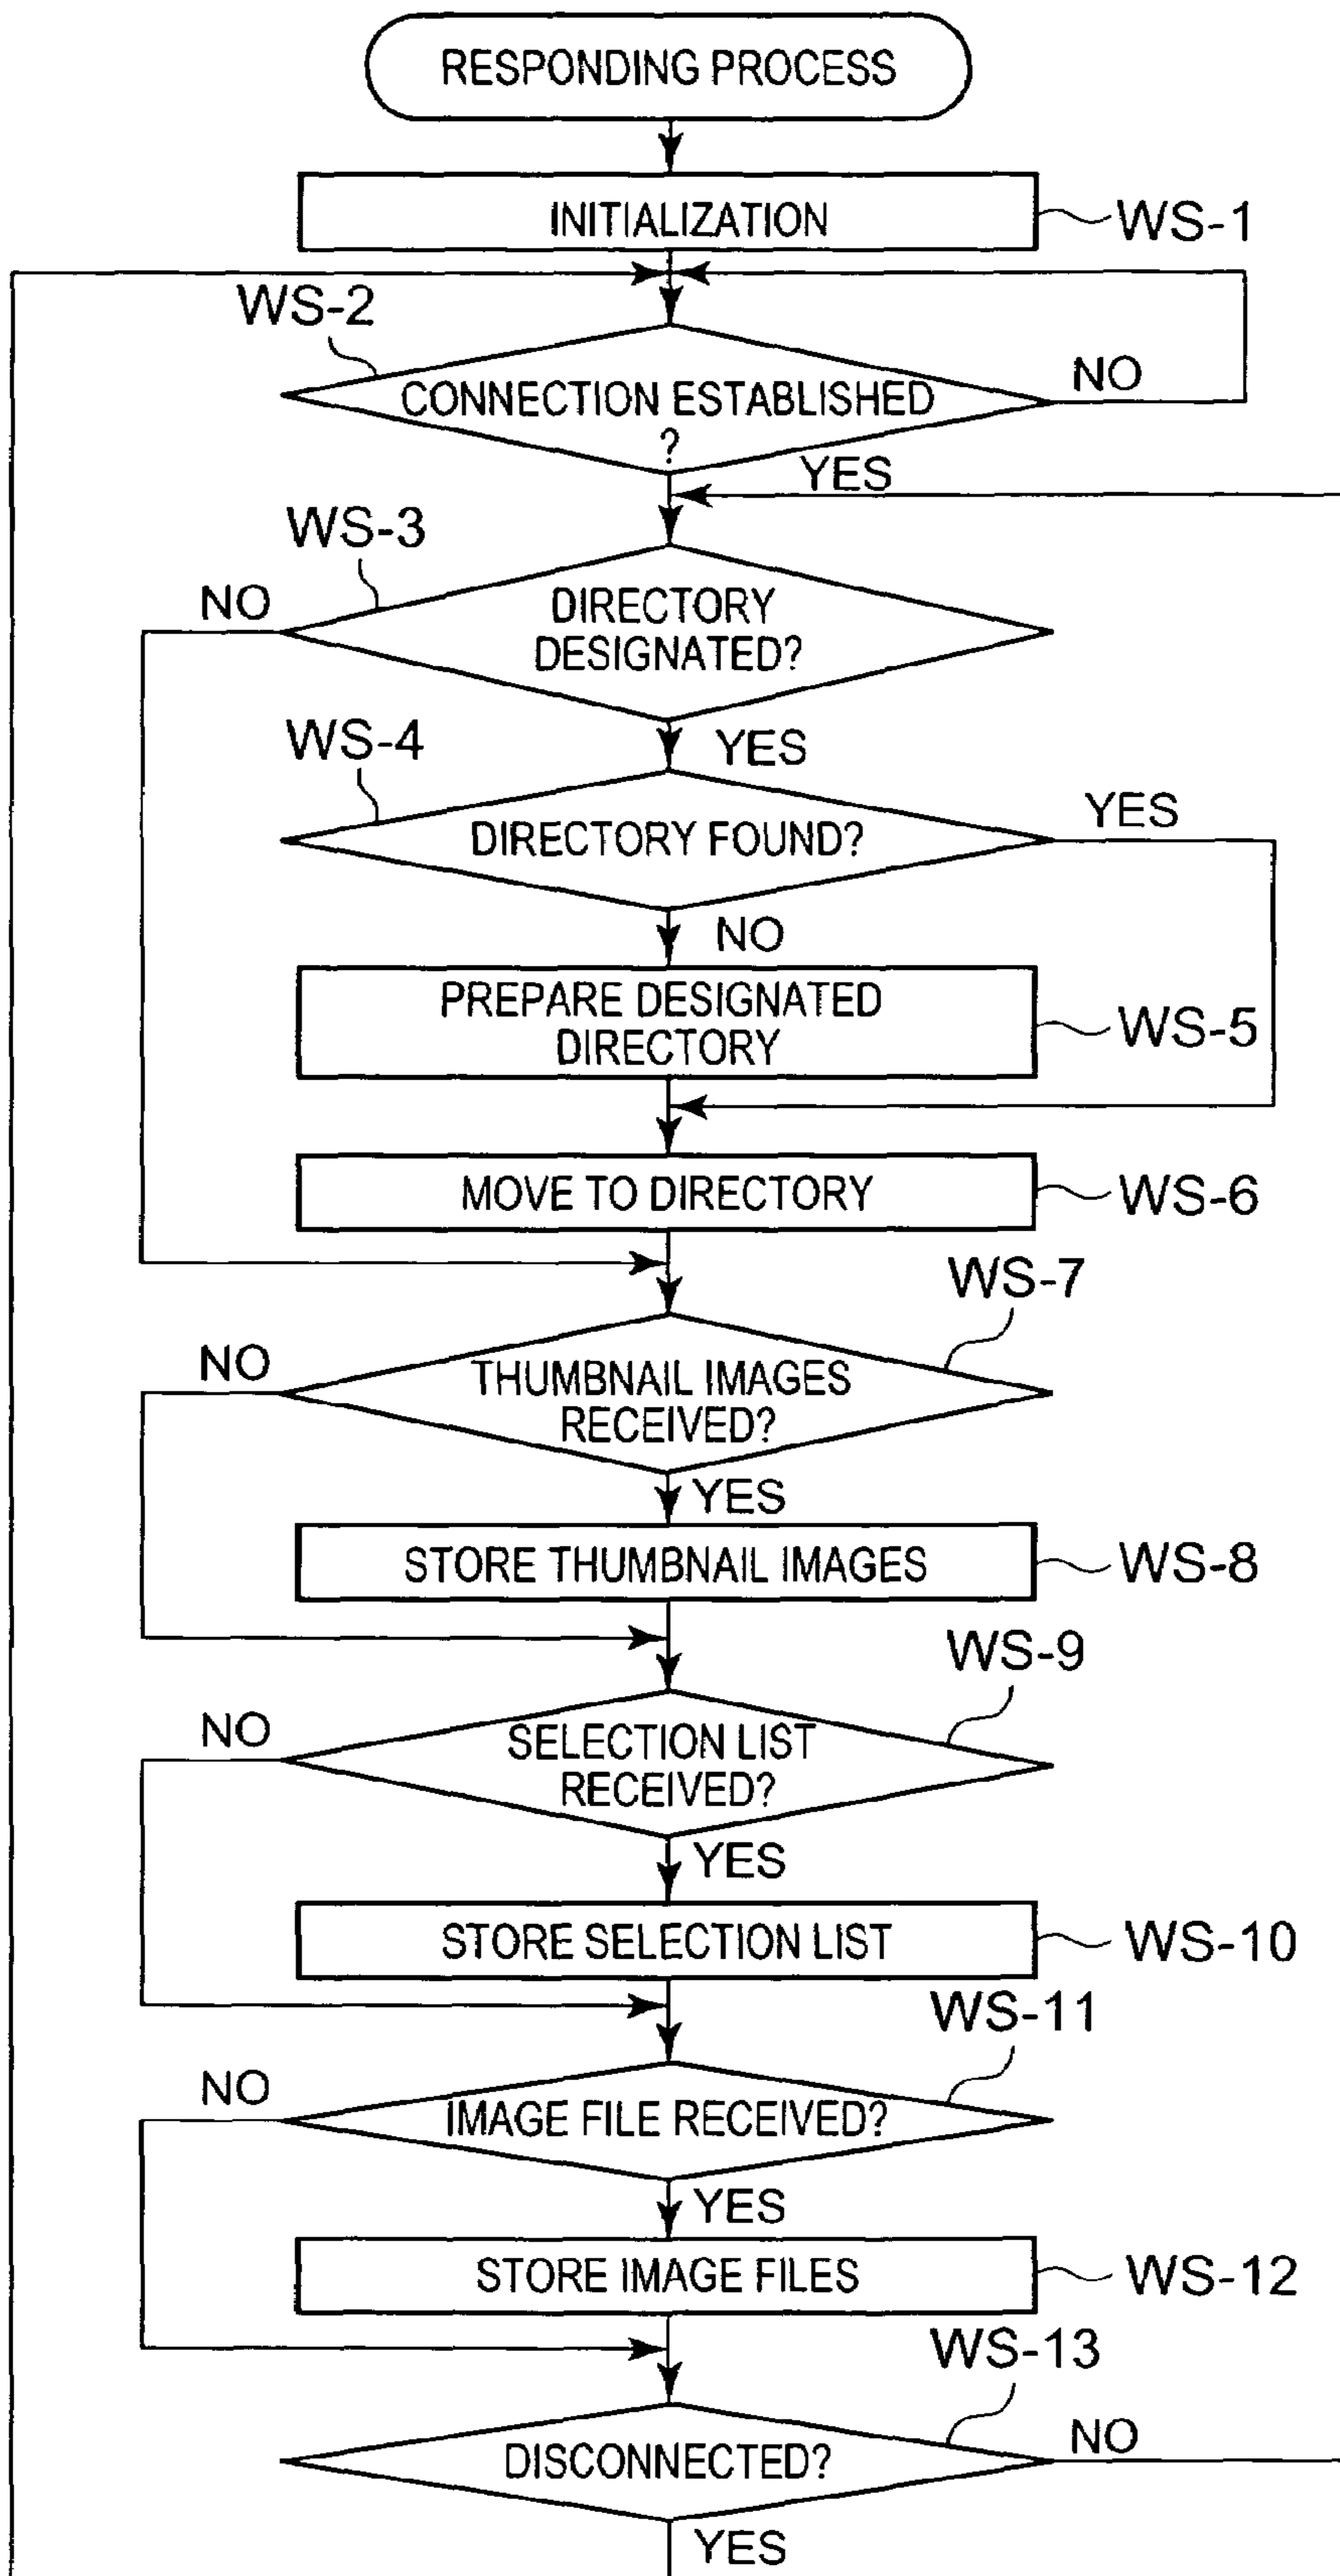 RESPONDING PROCESS
INITIALIZATION
WS-1
WS-2
CONNECTION ESTABLISHED
?
NO
YES
WS-3
NO
DIRECTORY
DESIGNATED?
YES
WS-4
DIRECTORY FOUND?
YES
NO
PREPARE DESIGNATED
DIRECTORY
WS-5
MOVE TO DIRECTORY
WS-6
WS-7
NO
THUMBNAIL IMAGES
RECEIVED?
YES
STORE THUMBNAIL IMAGES
WS-8
WS-9
NO
SELECTION LIST
RECEIVED?
YES
STORE SELECTION LIST
WS-10
WS-11
NO
IMAGE FILE RECEIVED?
YES
STORE IMAGE FILES
WS-12
WS-13
DISCONNECTED?
NO
YES